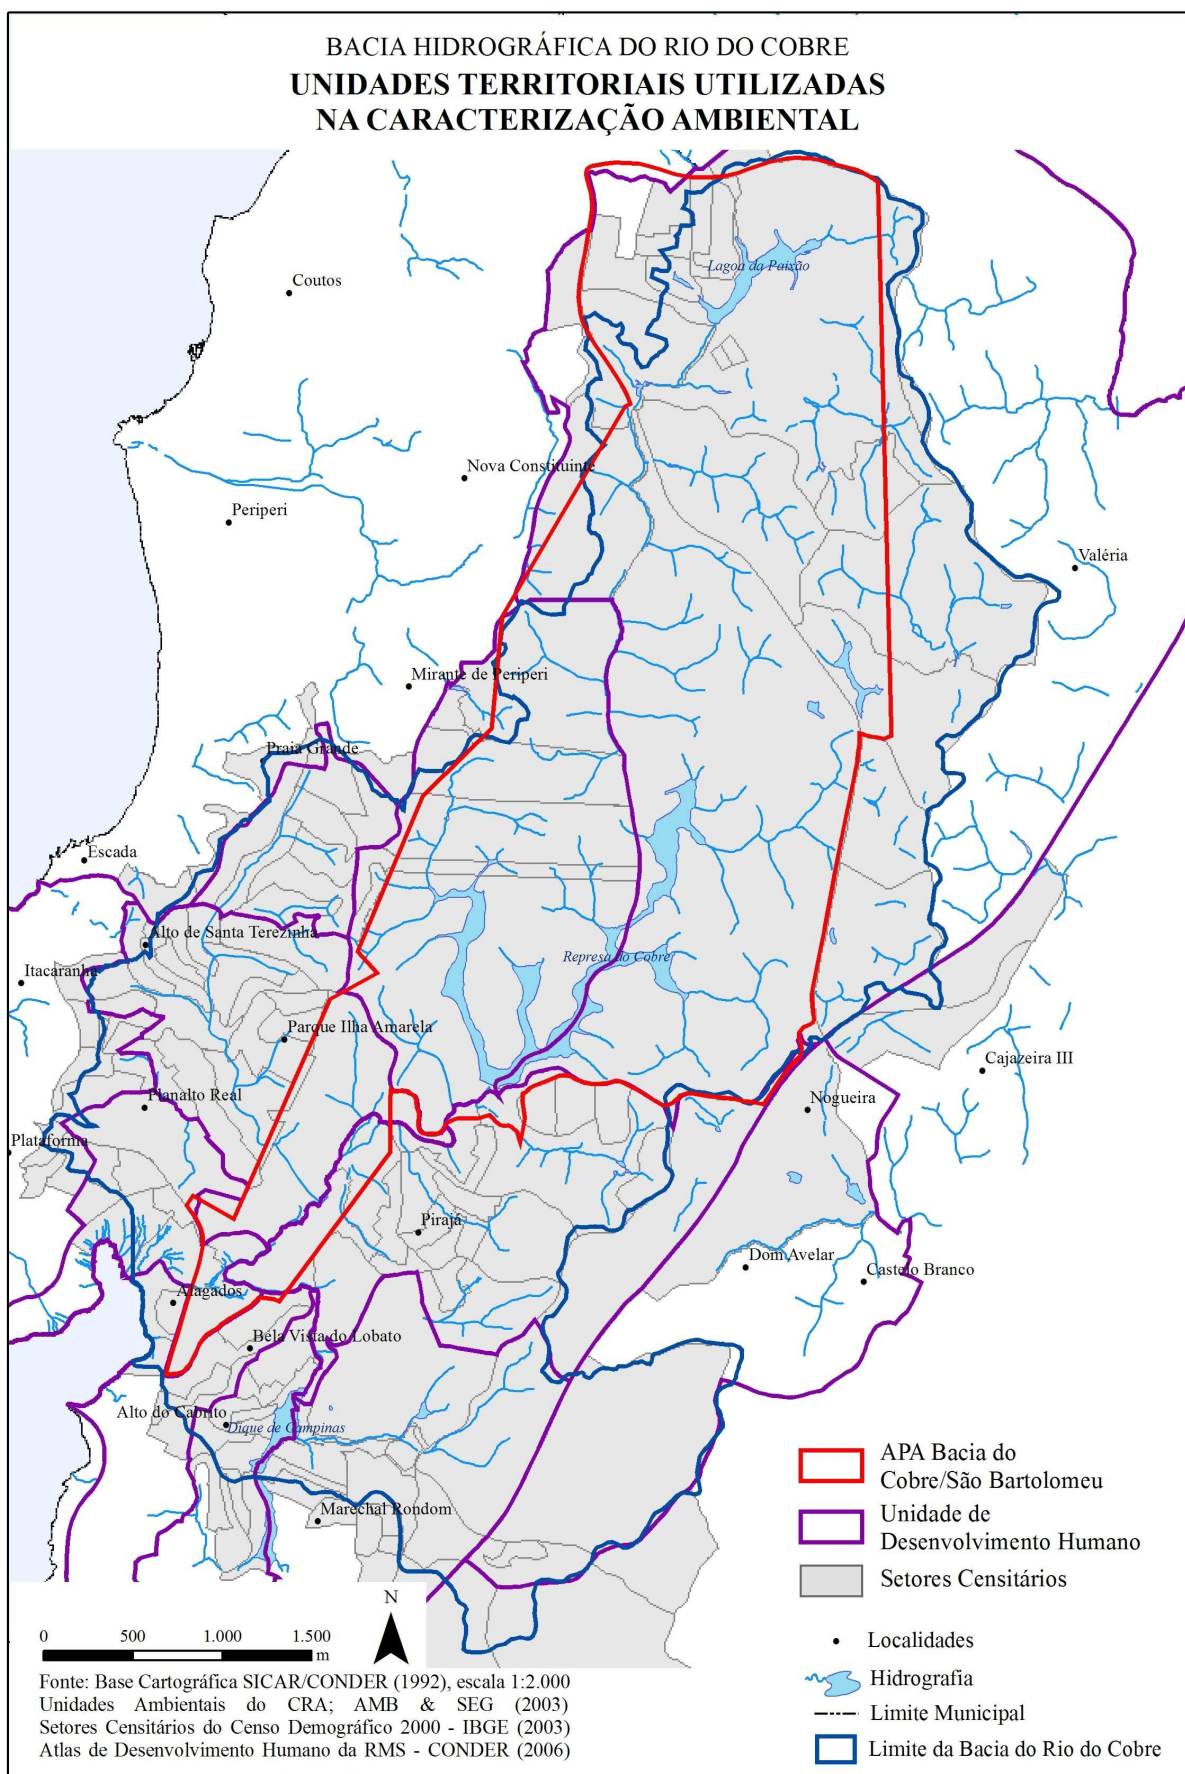 BACIA HIDROGRÁFICA DO RIO DO COBRE
UNIDADES TERRITORIAIS UTILIZADAS
NA CARACTERIZAÇÃO AMBIENTAL
Lagoa da Paixão
Coutos
Nova Constituinte
Periperi
Valéria
Mirante de Periperi
Praia Grande
Escada
Alto de Santa Terezinha
Represa do Cobre
Itacaranha
Parque Ilha Amarela
Cajazeira III
Planalto Real
Nogueira
Plataforma
Pirajá
Dom Avelar
Castelo Branco
Alagados
Bela Vista do Lobato
Alto do Cabrito
Dique de Campinas
Marechal Rondom
APA Bacia do
Cobre/São Bartolomeu
Unidade de
Desenvolvimento Humano
Setores Censitários
Localidades
Hidrografia
Limite Municipal
Limite da Bacia do Rio do Cobre
N
0 500 1.000 1.500
m
Fonte: Base Cartográfica SICAR/CONDER (1992), escala 1:2.000
Unidades Ambientais do CRA; AMB & SEG (2003)
Setores Censitários do Censo Demográfico 2000 - IBGE (2003)
Atlas de Desenvolvimento Humano da RMS - CONDER (2006)